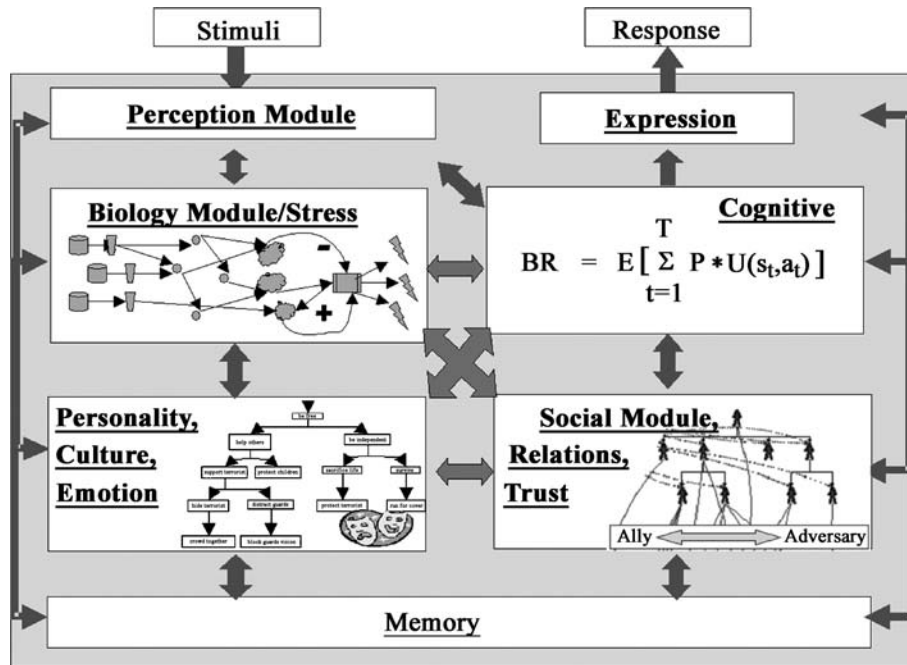 Stimuli
Response
Perception Module
Expression
Biology Module/Stress
-
+
Cognitive
T
BR = E [ Σ P * U(s_t,a_t) ]
t=1
Personality,
Culture,
Emotion
be free
help others
be independent
support terrorist
protect children
sacrifice life
survive
hide terrorist
distract guards
protect terrorist
run for cover
crowd together
block guards vision
Social Module,
Relations,
Trust
Ally
Adversary
Memory